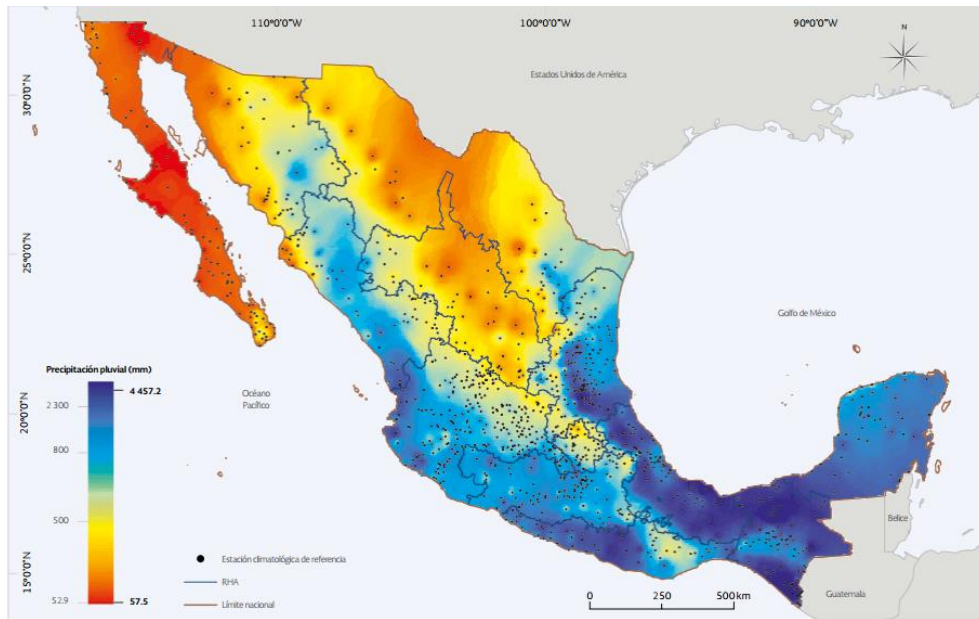 110°0'0"W
100°0'0"W
90°0'0"W
N
Estados Unidos de América
30°0'0"N
25°0'0"N
Golfo de México
Precipitación pluvial (mm)
4 457.2
2 300
Océano
Pacífico
20°0'0"N
800
500
Belice
Estación climatológica de referencia
RHA
Guatemala
15°0'0"N
52.9
57.5
Límite nacional
0
250
500 km